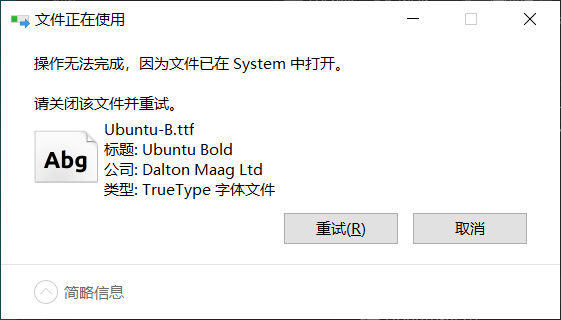 文件正在使用
操作无法完成，因为文件已在 System 中打开。
请关闭该文件并重试。
Abg
Ubuntu-B.ttf
标题: Ubuntu Bold
公司: Dalton Maag Ltd
类型: TrueType 字体文件
重试(R)
取消
简略信息